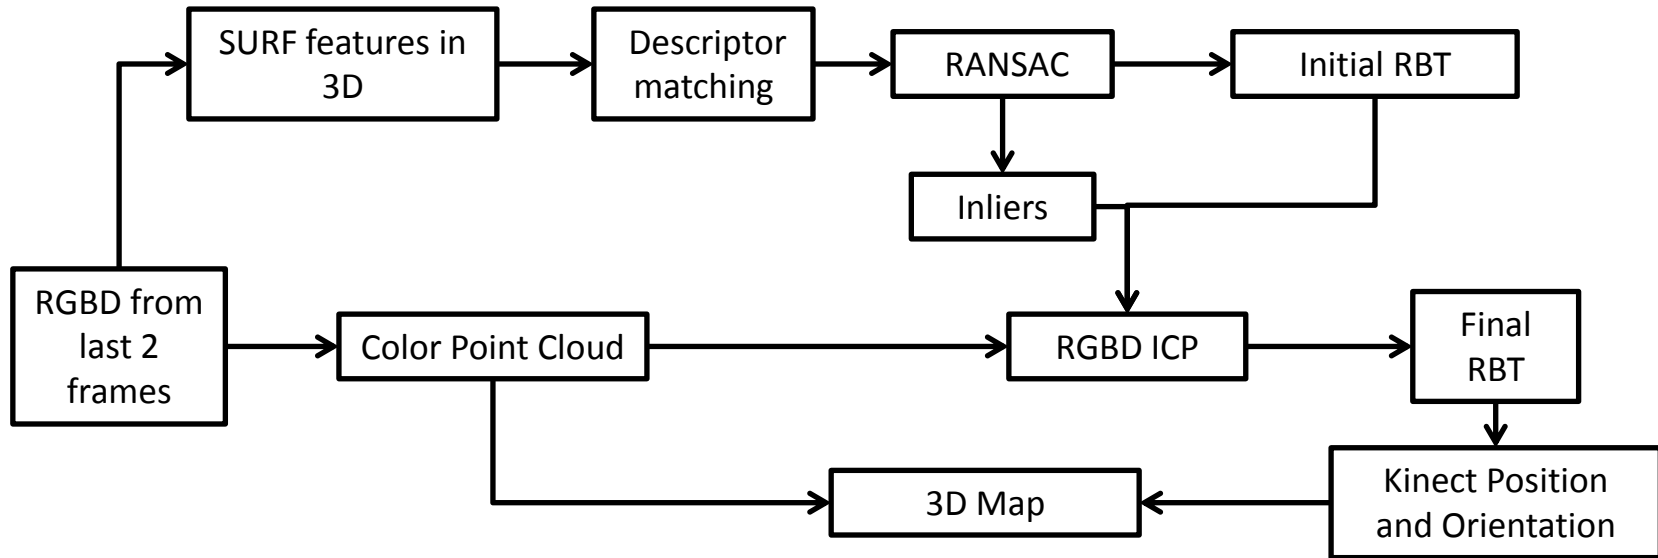 SURF features in
3D
Descriptor
matching
RANSAC
Initial RBT
Inliers
RGBD from
last 2
frames
Color Point Cloud
RGBD ICP
Final
RBT
3D Map
Kinect Position
and Orientation